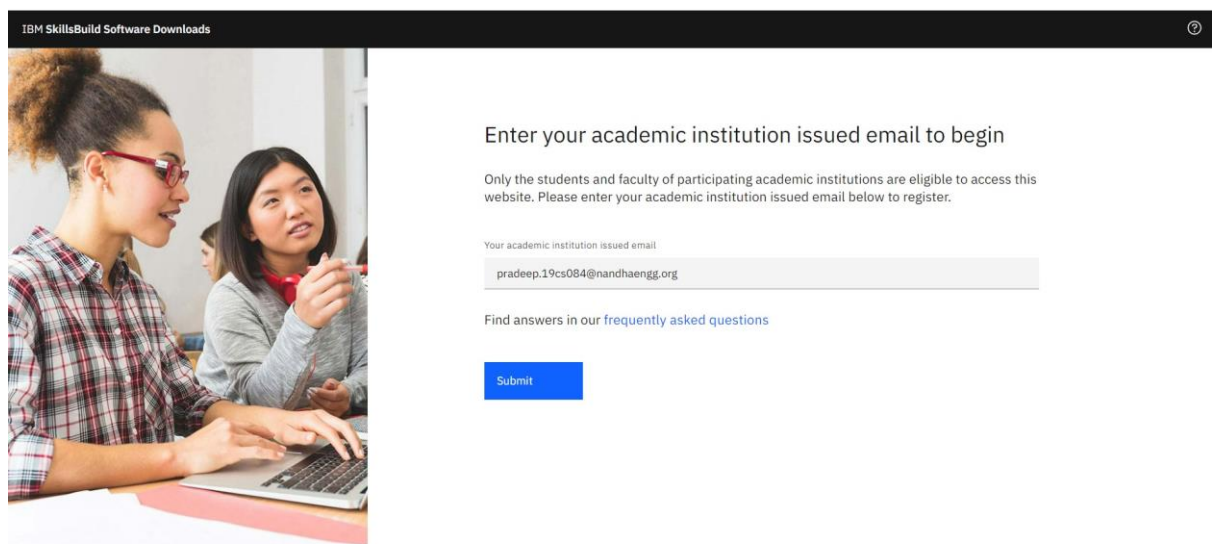 IBM SkillsBuild Software Downloads
Enter your academic institution issued email to begin
Only the students and faculty of participating academic institutions are eligible to access this
website. Please enter your academic institution issued email below to register.
Your academic institution issued email
pradeep.19cs084@nandhaengg.org
Find answers in our frequently asked questions
Submit